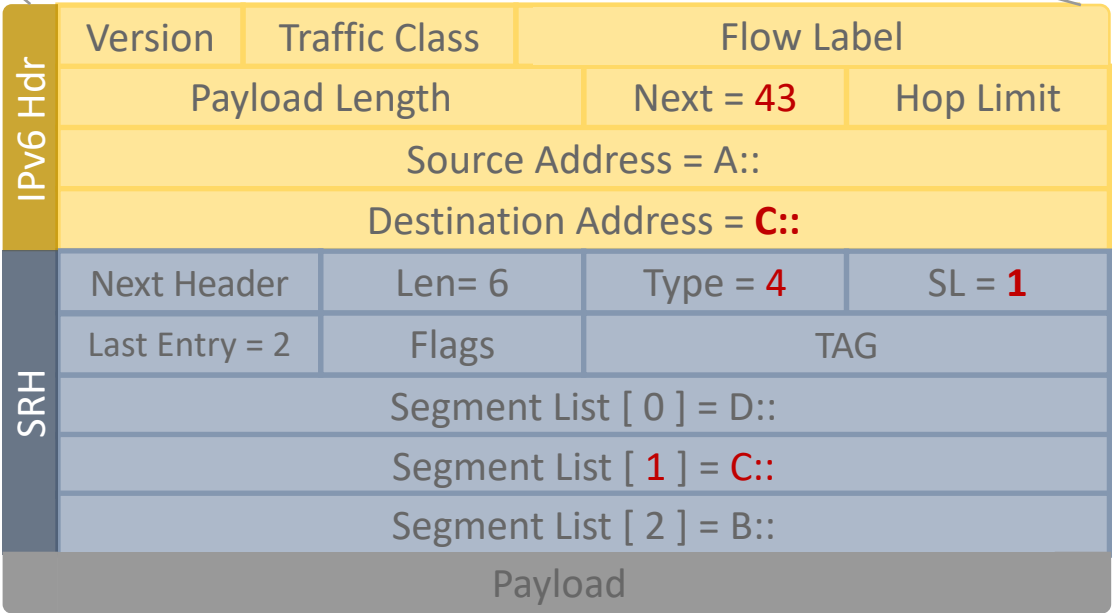 IPv6 Hdr
Version Traffic Class Flow Label
Payload Length Next = 43 Hop Limit
Source Address = A::
Destination Address = C::
SRH
Next Header Len= 6 Type = 4 SL = 1
Last Entry = 2 Flags TAG
Segment List [ 0 ] = D::
Segment List [ 1 ] = C::
Segment List [ 2 ] = B::
Payload